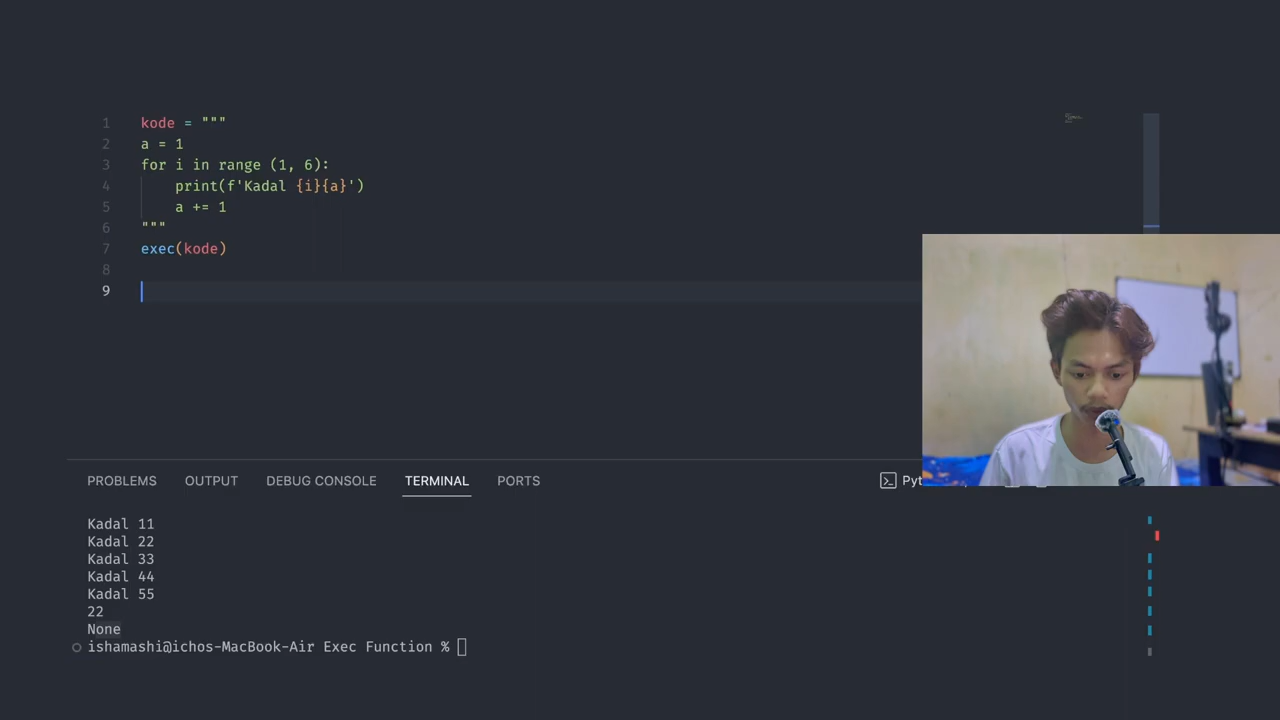 1 kode = """
2 a = 1
3 for i in range (1, 6):
4 print(f'Kadal {i}{a}')
5 a += 1
6 """
7 exec(kode)
8
9
PROBLEMS OUTPUT DEBUG CONSOLE TERMINAL PORTS
Kadal 11
Kadal 22
Kadal 33
Kadal 44
Kadal 55
22
None
ishamashi@ichos-MacBook-Air Exec Function %